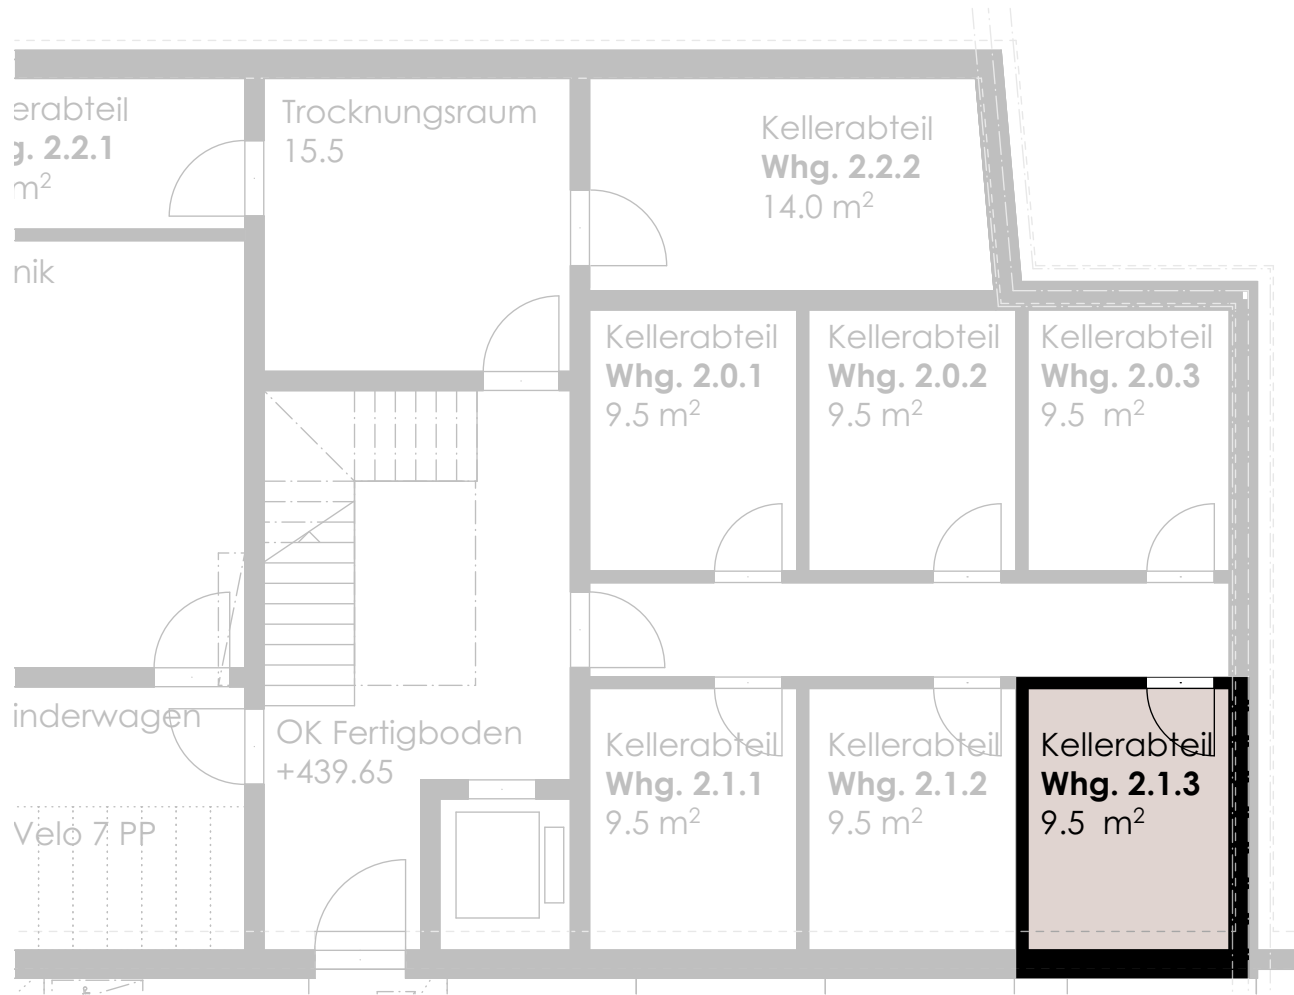 erabteil
g. 2.2.1
m²
Trocknungsraum
15.5
Kellerabteil
Whg. 2.2.2
14.0 m²
nik
Kellerabteil
Whg. 2.0.1
9.5 m²
Kellerabteil
Whg. 2.0.2
9.5 m²
Kellerabteil
Whg. 2.0.3
9.5 m²
inderwagen
OK Fertigboden
+439.65
Velo 7 PP
Kellerabteil
Whg. 2.1.1
9.5 m²
Kellerabteil
Whg. 2.1.2
9.5 m²
Kellerabteil
Whg. 2.1.3
9.5 m²